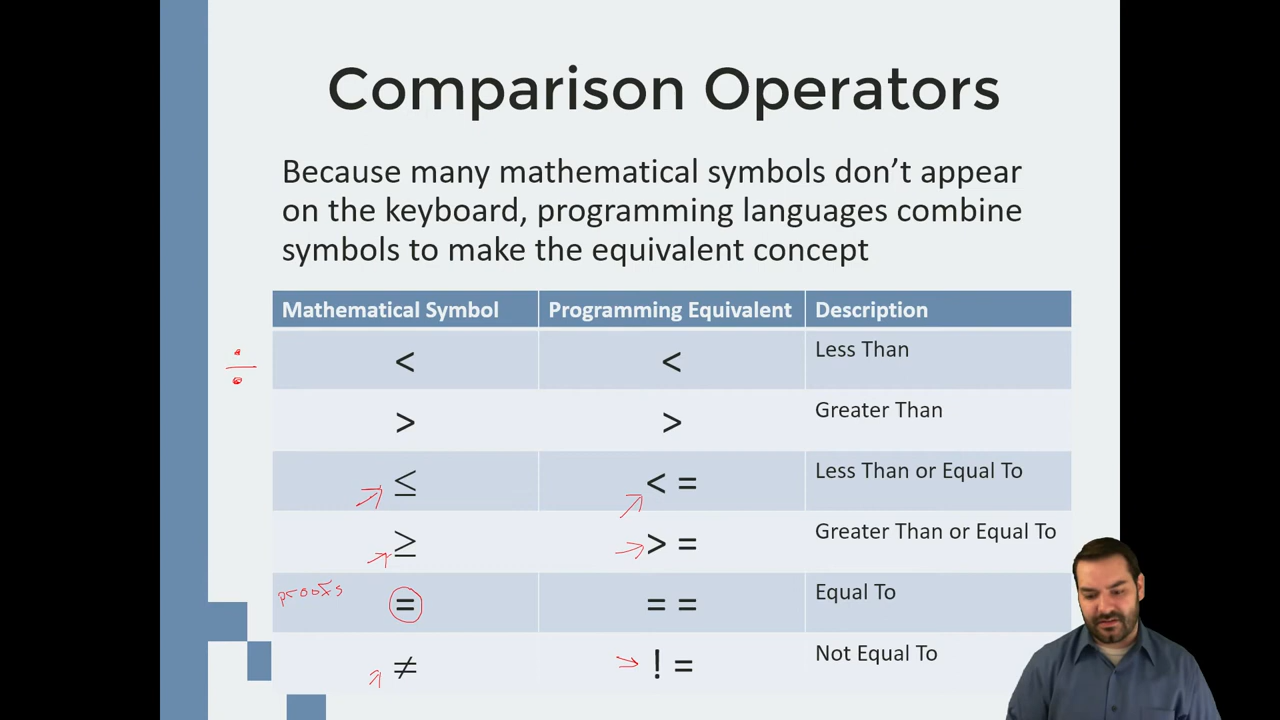 Comparison Operators
Because many mathematical symbols don't appear
on the keyboard, programming languages combine
symbols to make the equivalent concept
Mathematical Symbol Programming Equivalent Description
< < Less Than
> > Greater Than
≤ < = Less Than or Equal To
≥ > = Greater Than or Equal To
proofs = = = Equal To
≠ ! = Not Equal To